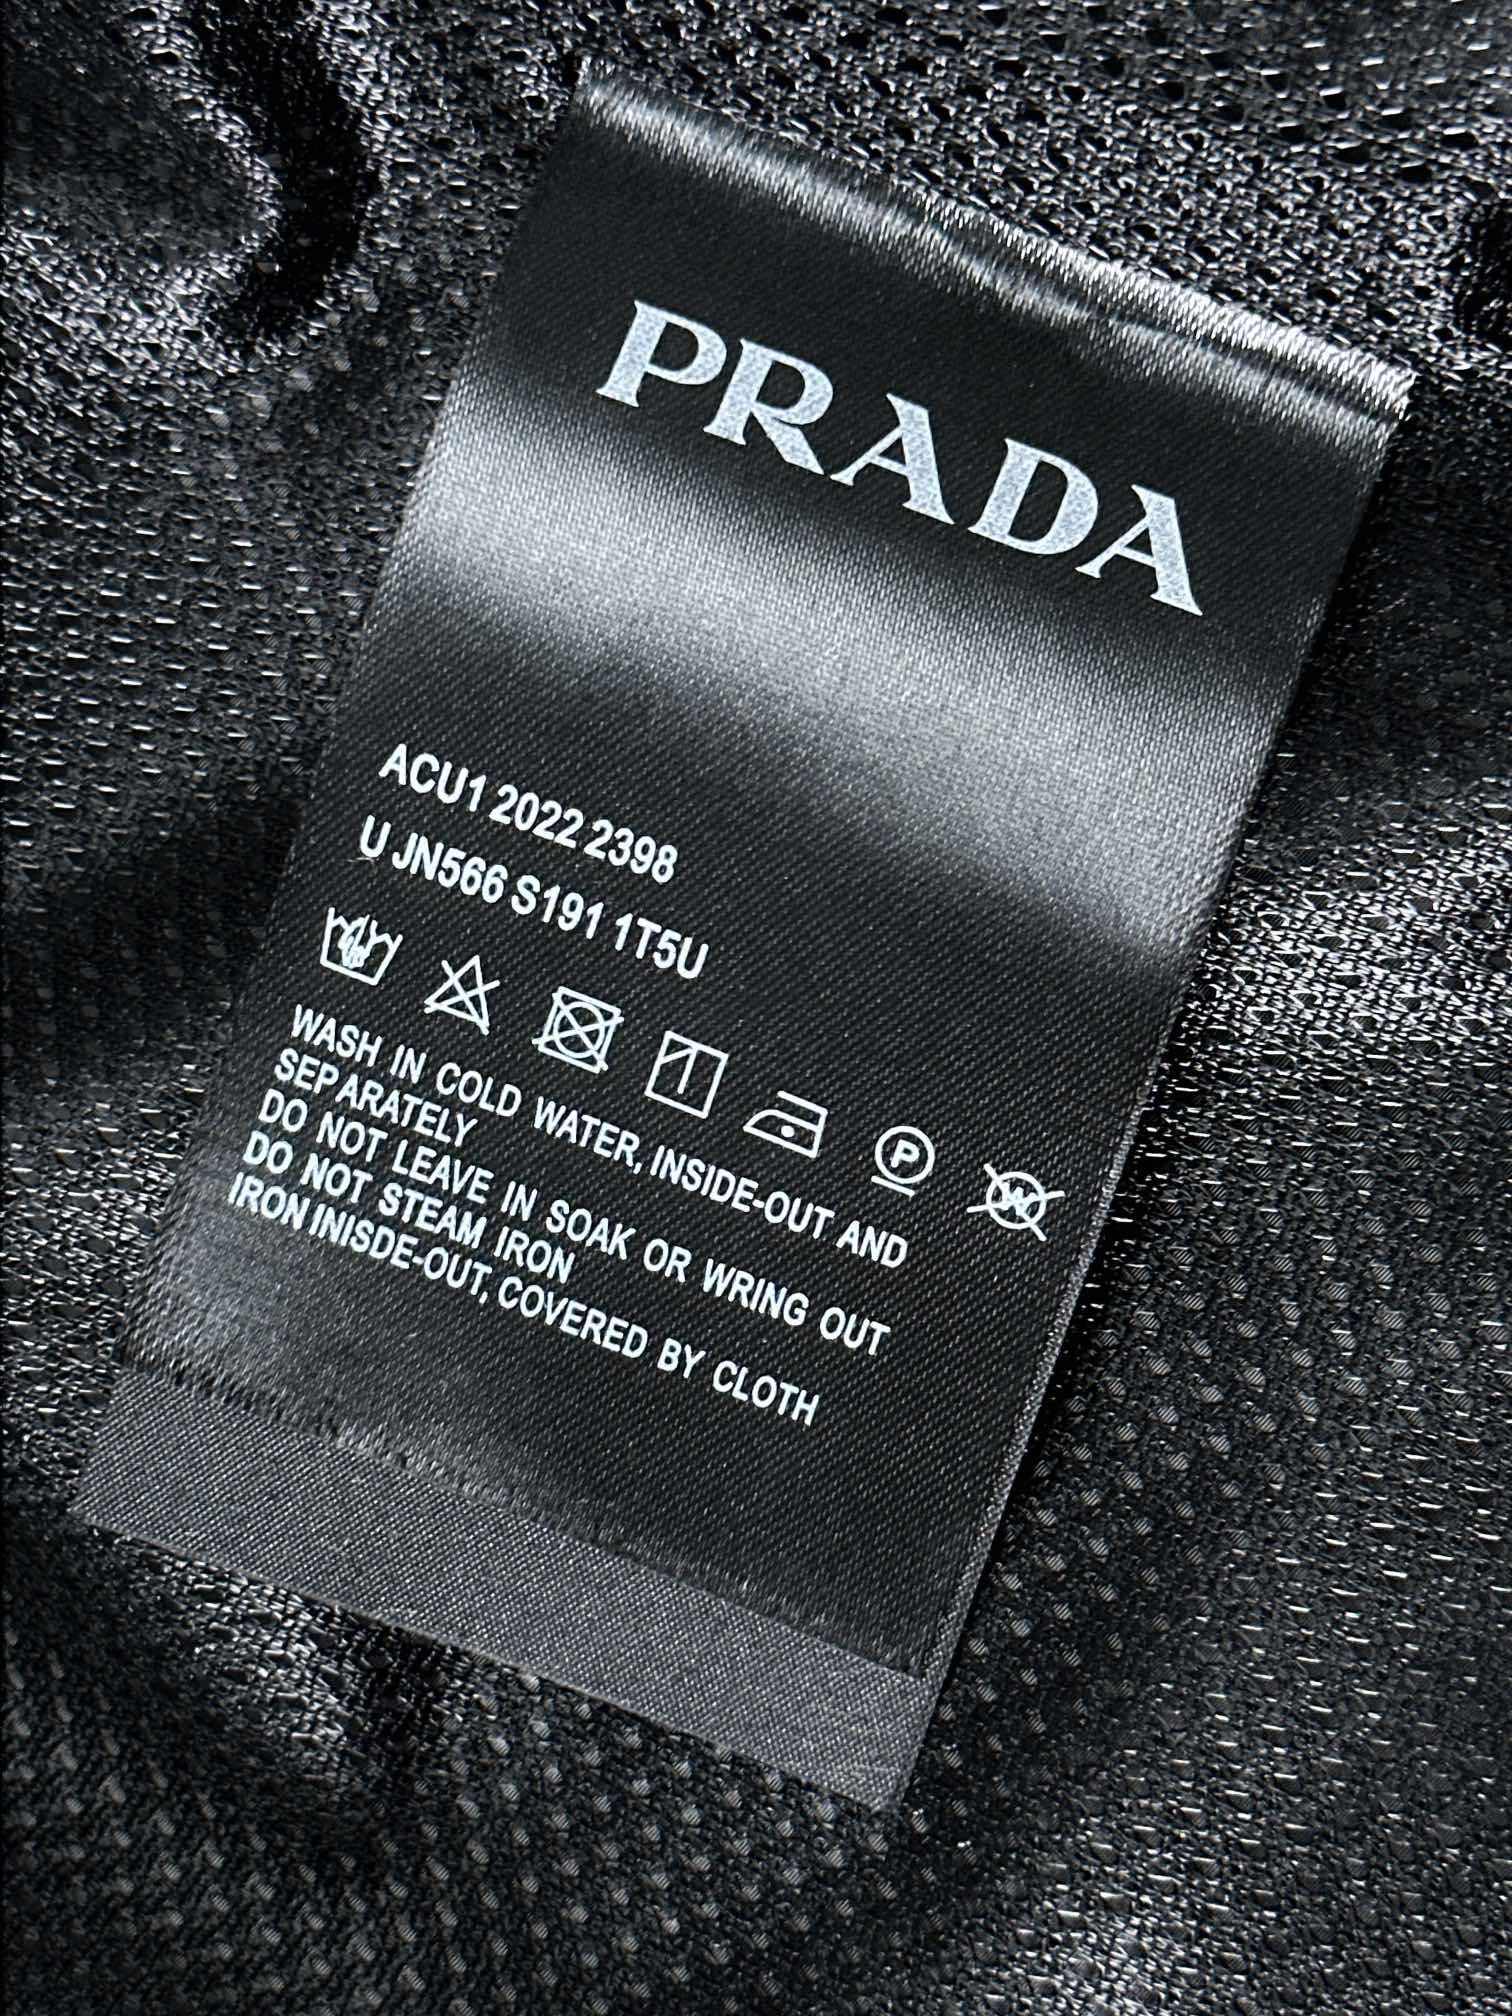 PRADA
ACU1 2022 2398
U JN566 S191 1T5U
P W
WASH IN COLD WATER, INSIDE-OUT AND
SEPARATELY
DO NOT LEAVE IN SOAK OR WRING OUT
DO NOT STEAM IRON
IRON INISDE-OUT, COVERED BY CLOTH